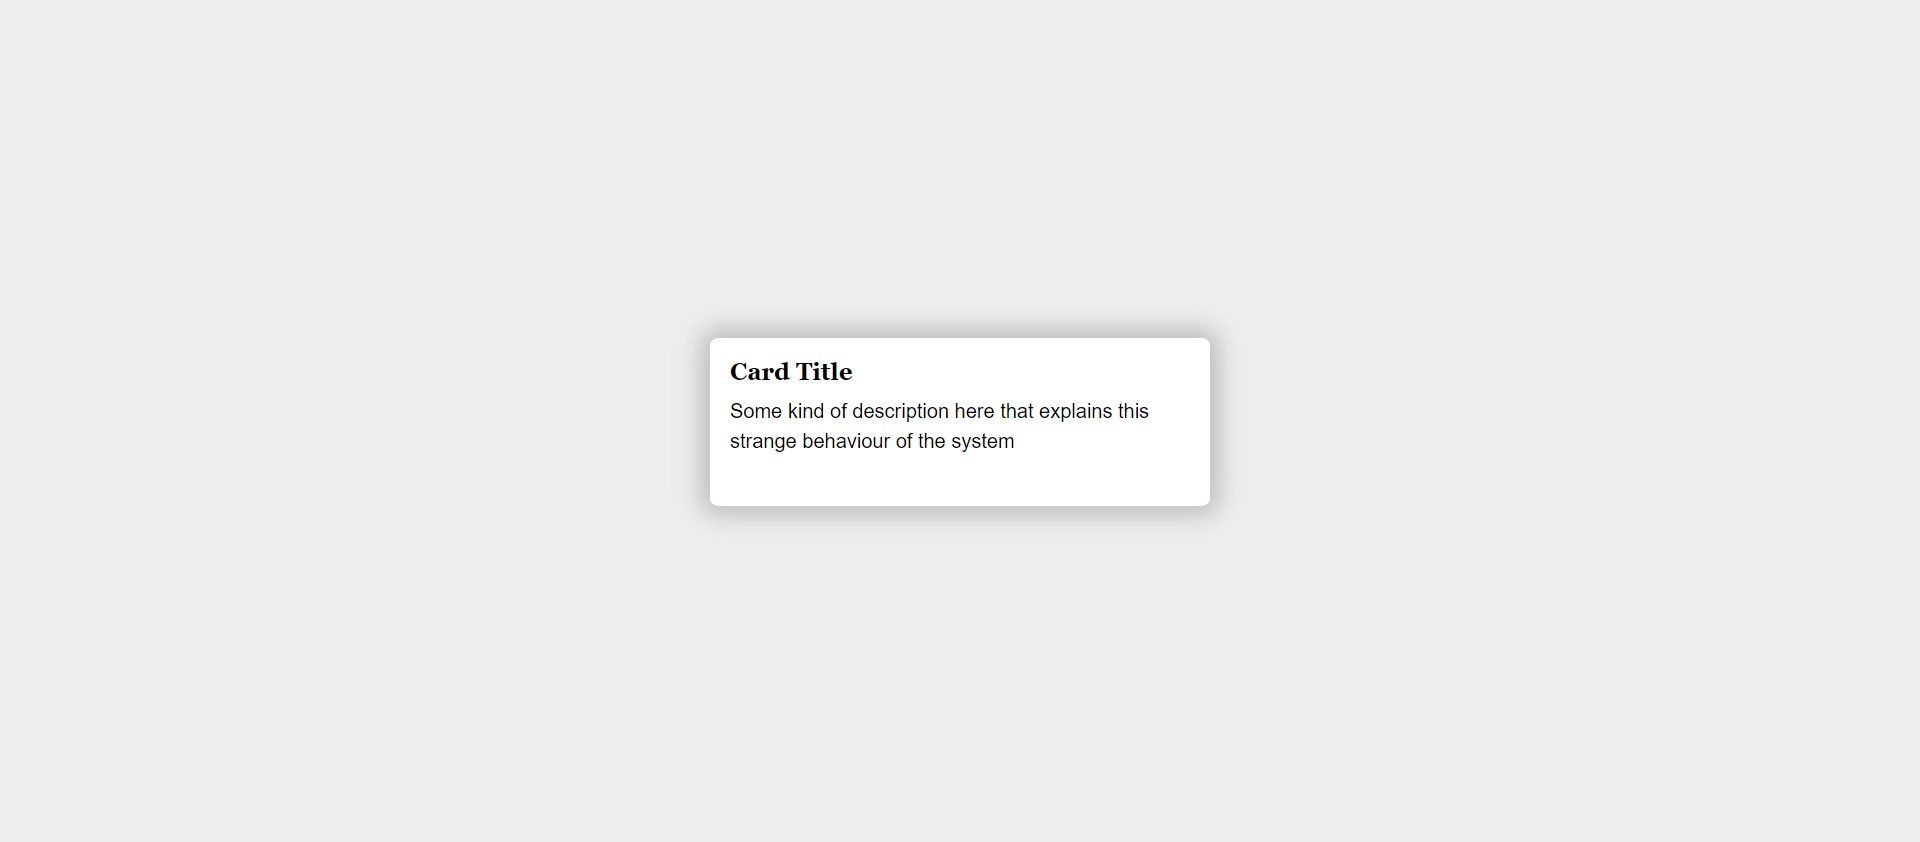 Card Title
Some kind of description here that explains this
strange behaviour of the system